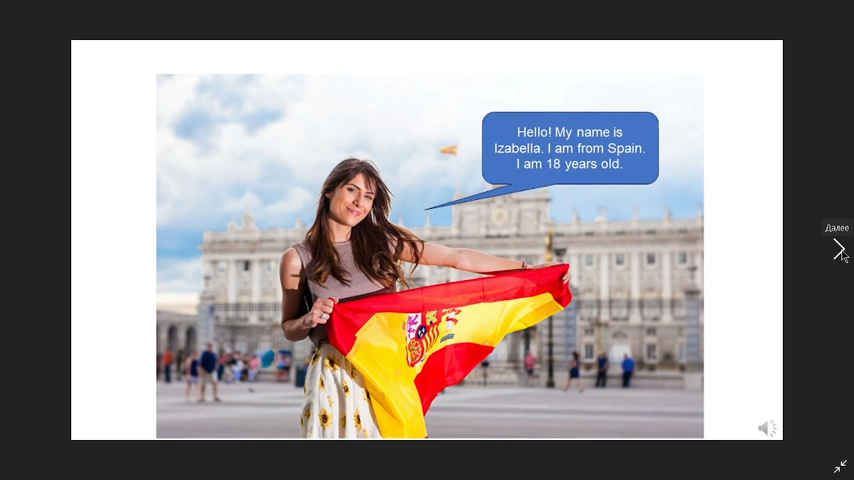 Hello! My name is
Izabella. I am from Spain.
I am 18 years old.
Далее